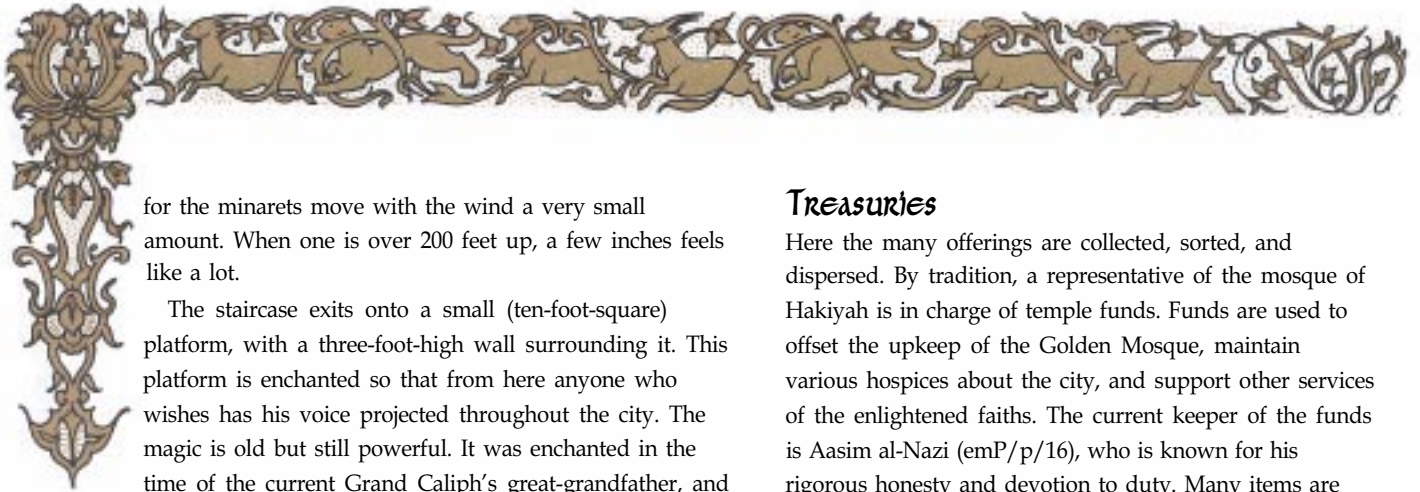 for the minarets move with the wind a very small
amount. When one is over 200 feet up, a few inches feels
like a lot.
The staircase exits onto a small (ten-foot-square)
platform, with a three-foot-high wall surrounding it. This
platform is enchanted so that from here anyone who
wishes has his voice projected throughout the city. The
magic is old but still powerful. It was enchanted in the
time of the current Grand Caliph's great-grandfather, and
Treasuries
Here the many offerings are collected, sorted, and
dispersed. By tradition, a representative of the mosque of
Hakiyah is in charge of temple funds. Funds are used to
offset the upkeep of the Golden Mosque, maintain
various hospices about the city, and support other services
of the enlightened faiths. The current keeper of the funds
is Aasim al-Nazi (emP/p/16), who is known for his
rigorous honesty and devotion to duty. Many items are